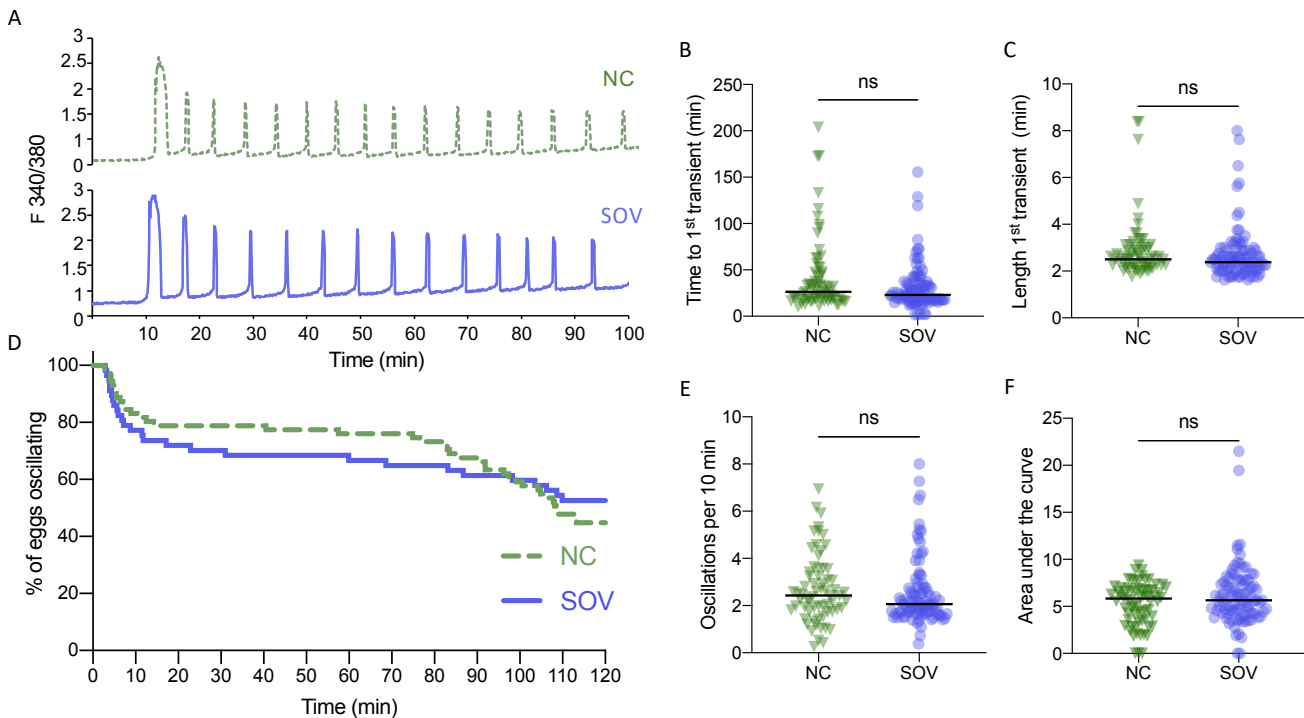 A
3
2.5
2
1.5
1
0
NC
3
2.5
2
1.5
1
0
SOV
F 340/380
10 20 30 40 50 60 70 80 90 100
Time (min)
B
ns
250
200
150
100
50
0
Time to 1st transient (min)
NC SOV
C
ns
10
8
6
4
2
0
Length 1st transient (min)
NC SOV
D
100
80
60
40
20
0
% of eggs oscillating
NC
SOV
0 10 20 30 40 50 60 70 80 90 100 110 120
Time (min)
E
ns
10
8
6
4
2
0
Oscillations per 10 min
NC SOV
F
ns
25
20
15
10
5
0
Area under the curve
NC SOV